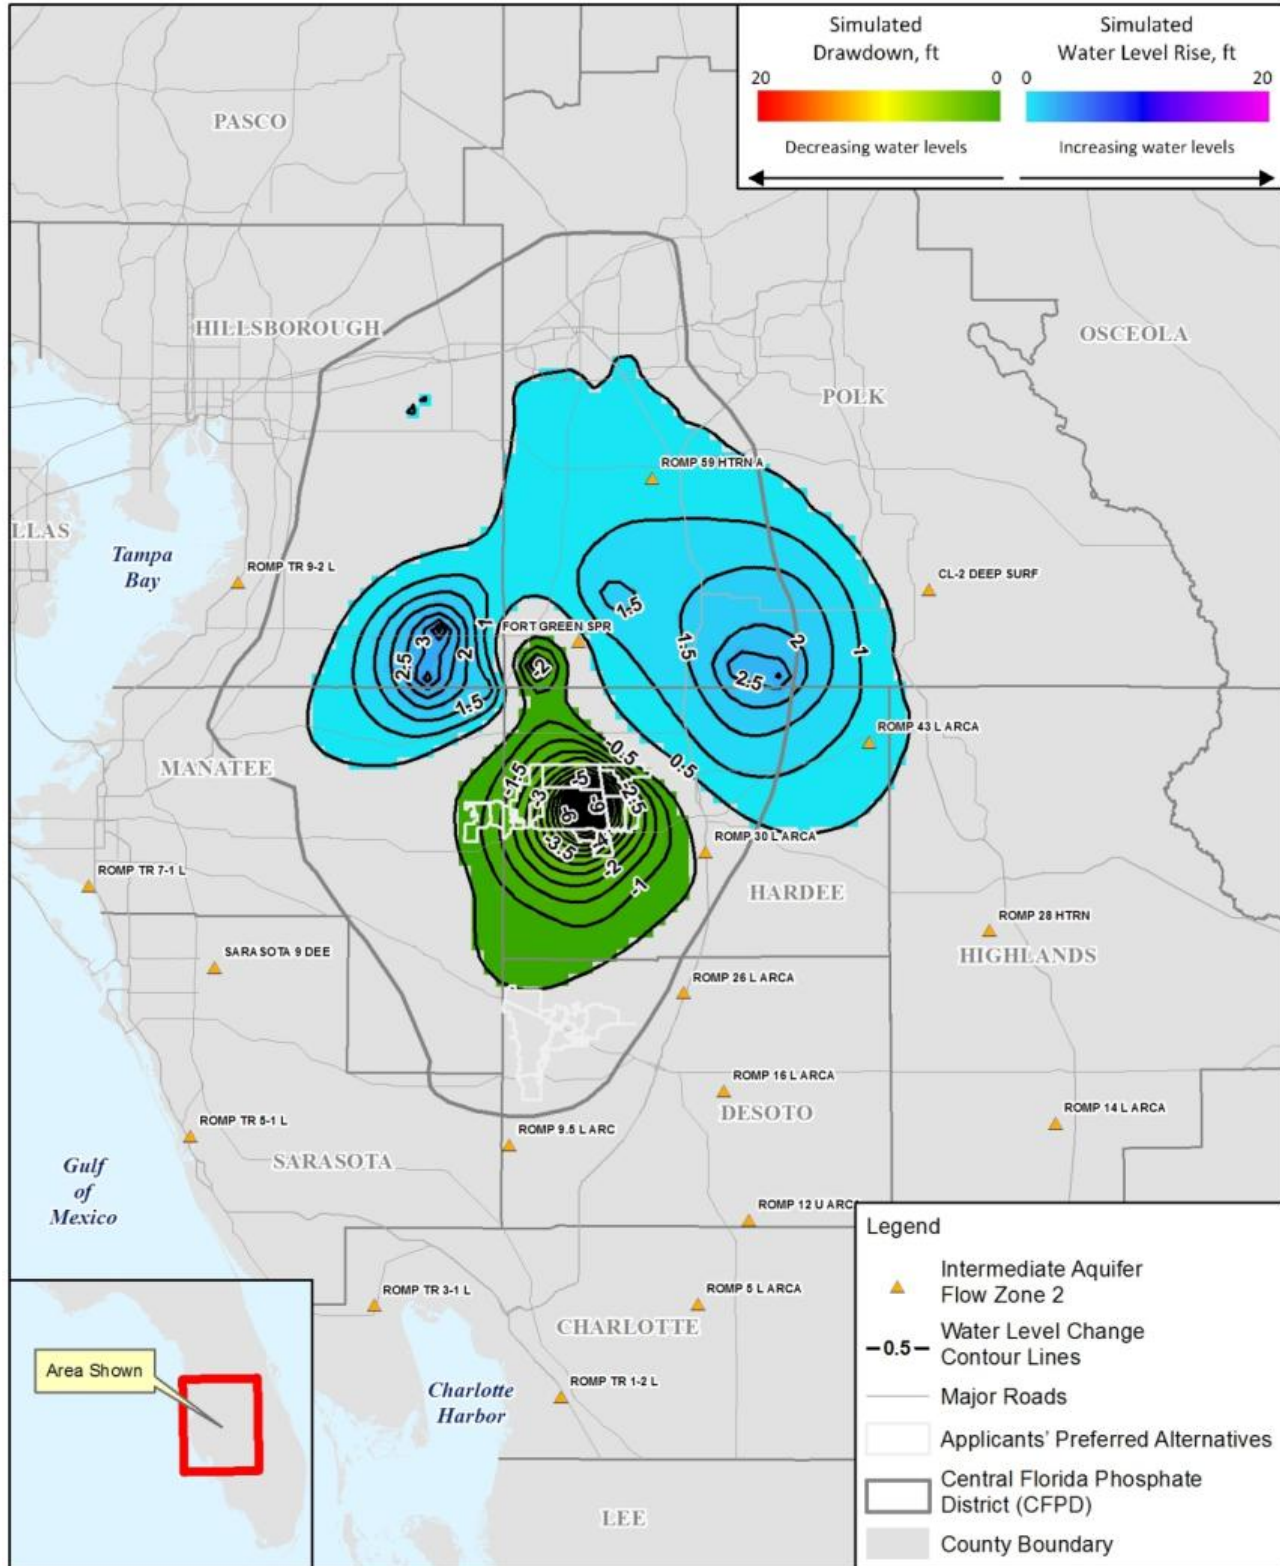 Simulated
Drawdown, ft
20 0
Decreasing water levels
Simulated
Water Level Rise, ft
0 20
Increasing water levels
PASCO
HILLSBOROUGH
OSCEOLA
POLK
ROMP 59 HTRN A
LLAS
Tampa
Bay
ROMP TR 9-2 L
CL-2 DEEP SURF
1.5
1
FORT GREEN SPR
3
2
2.5
1.5
-2
1.5
2
1
2.5
ROMP 43 L ARCA
MANATEE
-0.5
-0.5
-1.5
-5
-2.5
-3
-6
-3.5
-2
-1
ROMP 30 L ARCA
ROMP TR 7-1 L
HARDEE
ROMP 28 HTRN
HIGHLANDS
SARASOTA 9 DEE
ROMP 26 L ARCA
ROMP 16 L ARCA
DESOTO
ROMP 14 L ARCA
ROMP TR 5-1 L
ROMP 9.5 L ARC
SARASOTA
Gulf
of
Mexico
ROMP 12 U ARC
ROMP TR 3-1 L
ROMP 5 L ARCA
CHARLOTTE
Charlotte
Harbor
ROMP TR 1-2 L
LEE
Area Shown
Legend
Intermediate Aquifer
Flow Zone 2
Water Level Change
Contour Lines
0.5
Major Roads
Applicants' Preferred Alternatives
Central Florida Phosphate
District (CFPD)
County Boundary